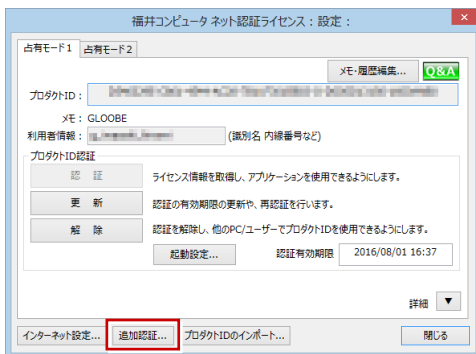 福井コンピュータ ネット認証ライセンス：設定：
占有モード1 占有モード2
メモ・履歴編集... Q&A
プロダクトID：
メモ： GLOOBE
利用者情報： (識別名 内線番号など)
プロダクトID認証
認 証 ライセンス情報を取得し、アプリケーションを使用できるようにします。
更 新 認証の有効期限の更新や、再認証を行います。
解 除 認証を解除し、他のPC/ユーザーでプロダクトIDを使用できるようにします。
起動設定... 認証有効期限 2016/08/01 16:37
詳細 ▼
インターネット設定... 追加認証... プロダクトIDのインポート... 閉じる